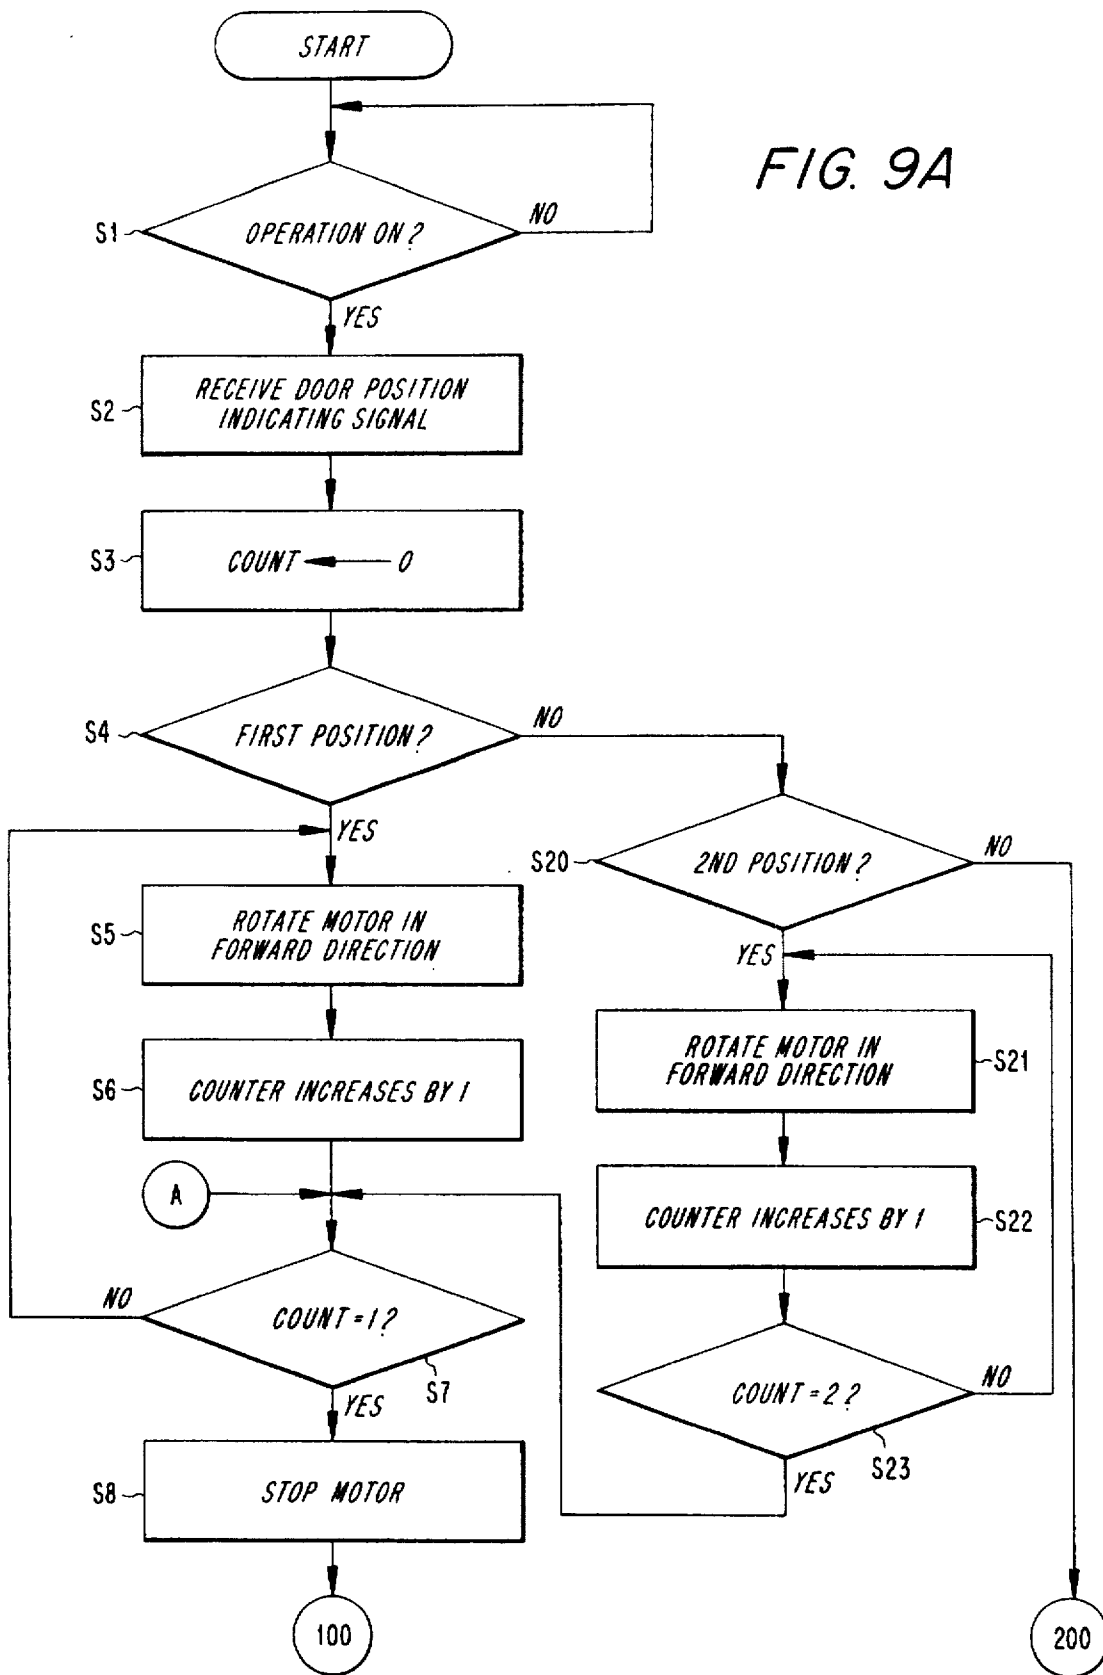 START
FIG. 9A
S1
OPERATION ON?
NO
YES
S2
RECEIVE DOOR POSITION
INDICATING SIGNAL
S3
COUNT ← 0
S4
FIRST POSITION?
NO
YES
S20
2ND POSITION?
NO
YES
S5
ROTATE MOTOR IN
FORWARD DIRECTION
S21
ROTATE MOTOR IN
FORWARD DIRECTION
S6
COUNTER INCREASES BY 1
S22
COUNTER INCREASES BY 1
A
NO
COUNT=1?
S7
YES
COUNT=2?
NO
S23
YES
S8
STOP MOTOR
100
200